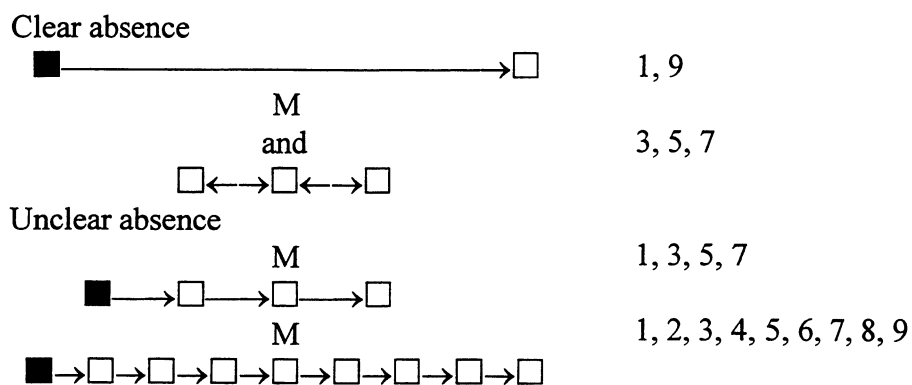 Clear absence
1, 9
M
and
3, 5, 7
Unclear absence
M
1, 3, 5, 7
M
1, 2, 3, 4, 5, 6, 7, 8, 9